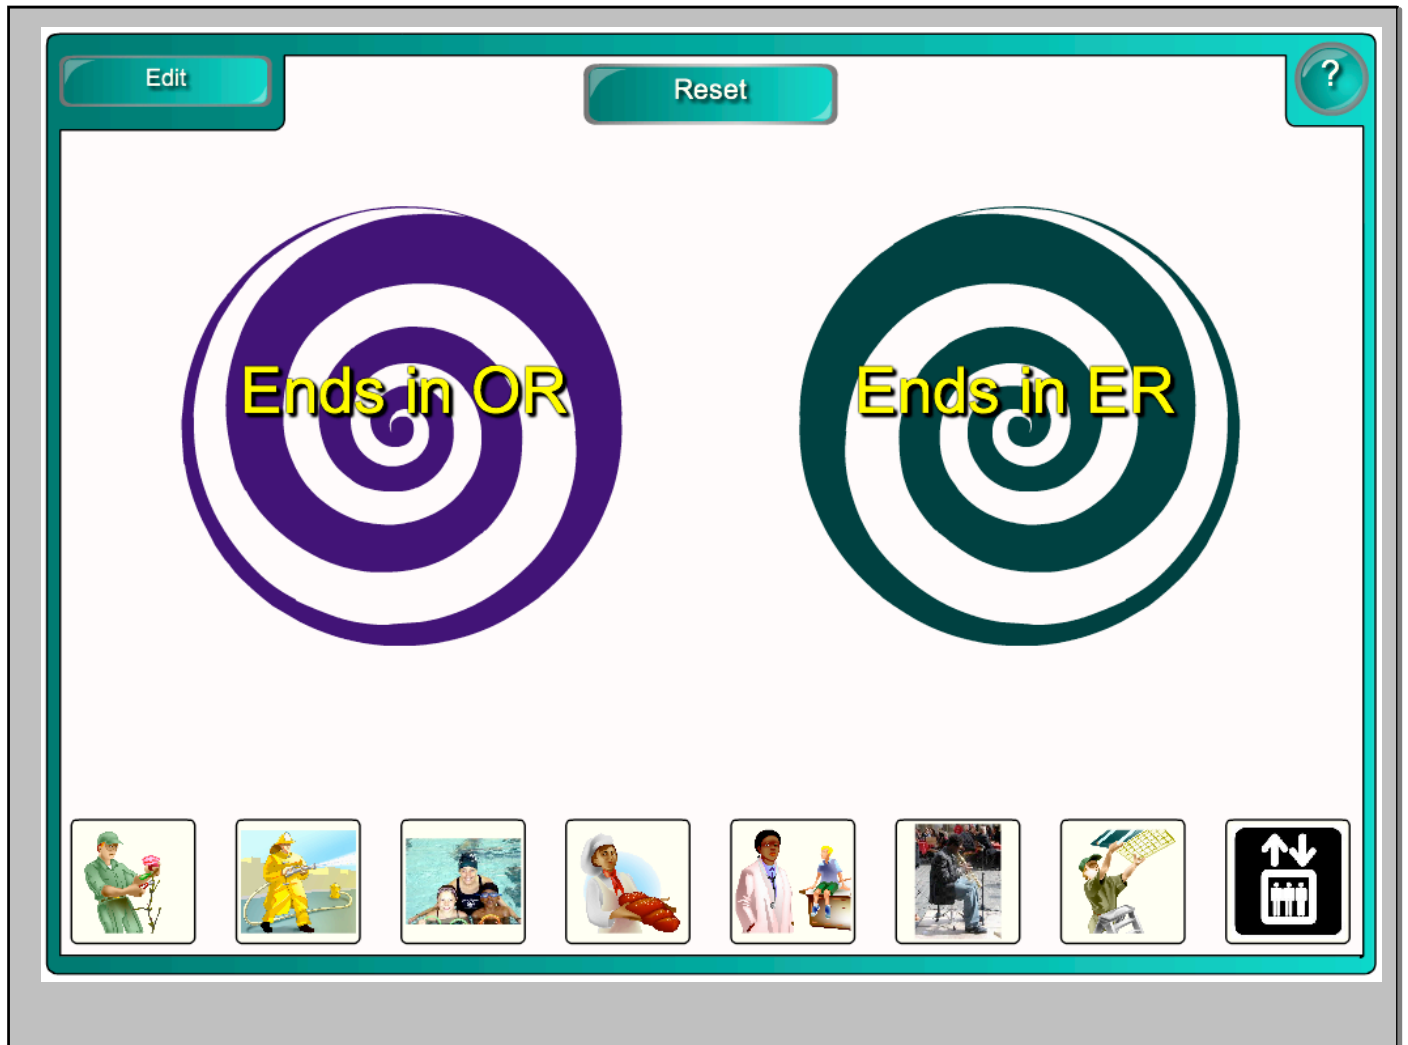 Edit
Reset
?
Ends in OR
Ends in ER